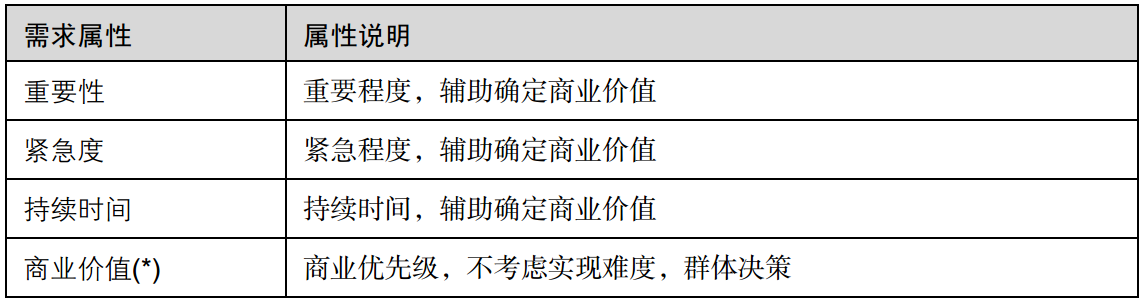 需求属性 属性说明
重要性 重要程度，辅助确定商业价值
紧急度 紧急程度，辅助确定商业价值
持续时间 持续时间，辅助确定商业价值
商业价值(*) 商业优先级，不考虑实现难度，群体决策